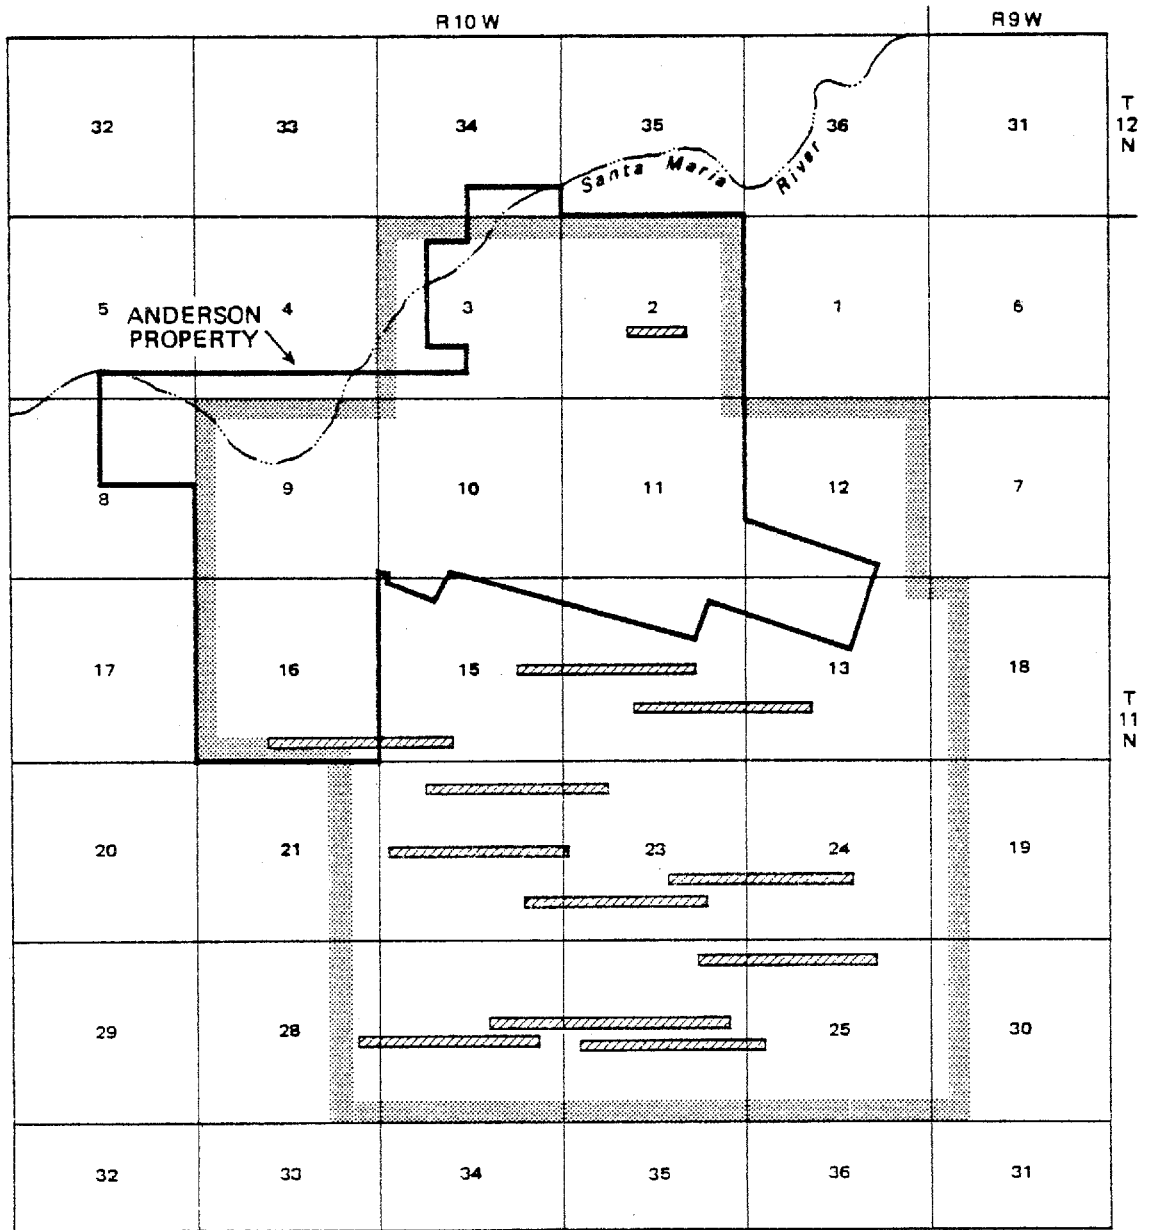 R10W R9W
32 33 34 35 36 31
T
12
N
Santa Maria River
5 4 3 2 1 6
ANDERSON
PROPERTY
8 9 10 11 12 7
17 16 15 13 18
T
11
N
20 21 23 24 19
29 28 25 30
32 33 34 35 36 31